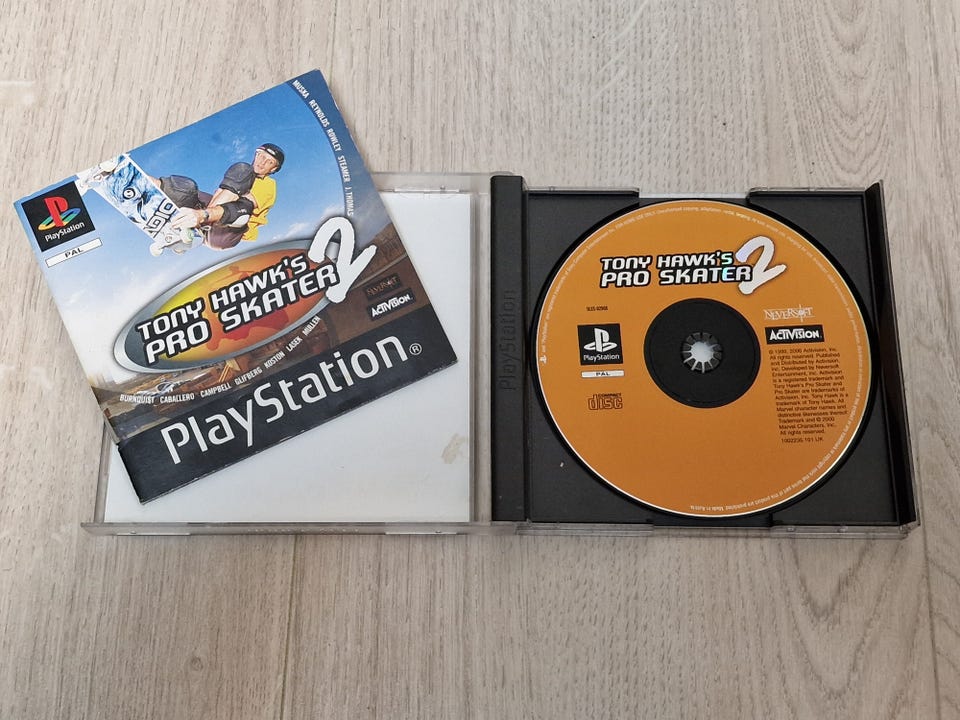 MUSKA REYNOLDS ROWLEY STEAMER J. THOMAS
PlayStation
PAL
TONY HAWK'S
PRO SKATER 2
NEVERSOFT
ACTIVISION
BURNQUIST CABALLERO CAMPBELL GLIFBERG KOSTON LASEK MULLEN
PlayStation®
PlayStation
TONY HAWK'S
PRO SKATER 2
SLES-02908
NEVERSOFT
ACTIVISION
PlayStation
PAL
COMPACT
disc
© 1999, 2000 Activision, Inc.
All rights reserved. Published
and Distributed by Activision,
Inc. Developed by Neversoft
Entertainment, Inc. Activision
is a registered trademark and
Tony Hawk's Pro Skater and
Pro Skater are trademarks of
Activision, Inc. Tony Hawk is a
trademark of Tony Hawk. All
Marvel character names and
distinctive likenesses thereof:
Trademark and © 2000
Marvel Characters, Inc.
All rights reserved.
1002235.191 UK